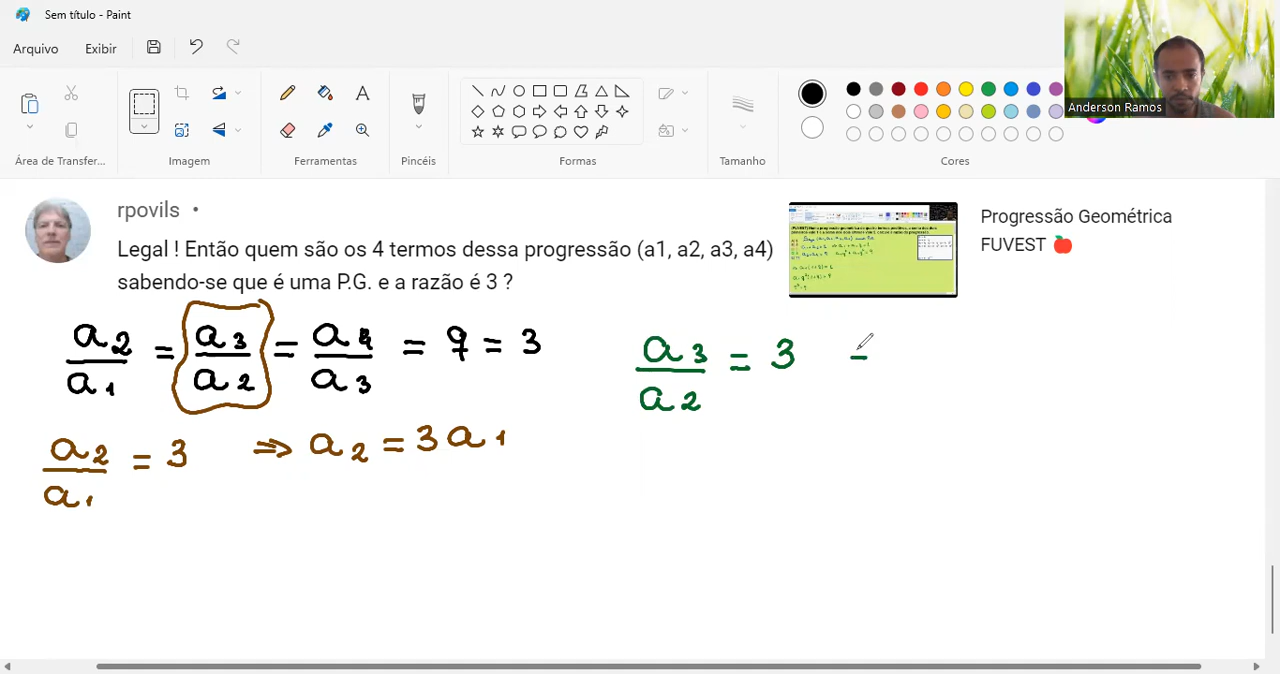 Sem título - Paint
Arquivo Exibir
Anderson Ramos
A
Área de Transfer... Imagem Ferramentas Pincéis Formas Tamanho Cores
rpovils •
Legal ! Então quem são os 4 termos dessa progressão (a1, a2, a3, a4)
sabendo-se que é uma P.G. e a razão é 3 ?
Progressão Geométrica
FUVEST 🍎
a2/a1 = a3/a2 = a4/a3 = q = 3
a3/a2 = 3 =
a2/a1 = 3 ⇒ a2 = 3a1